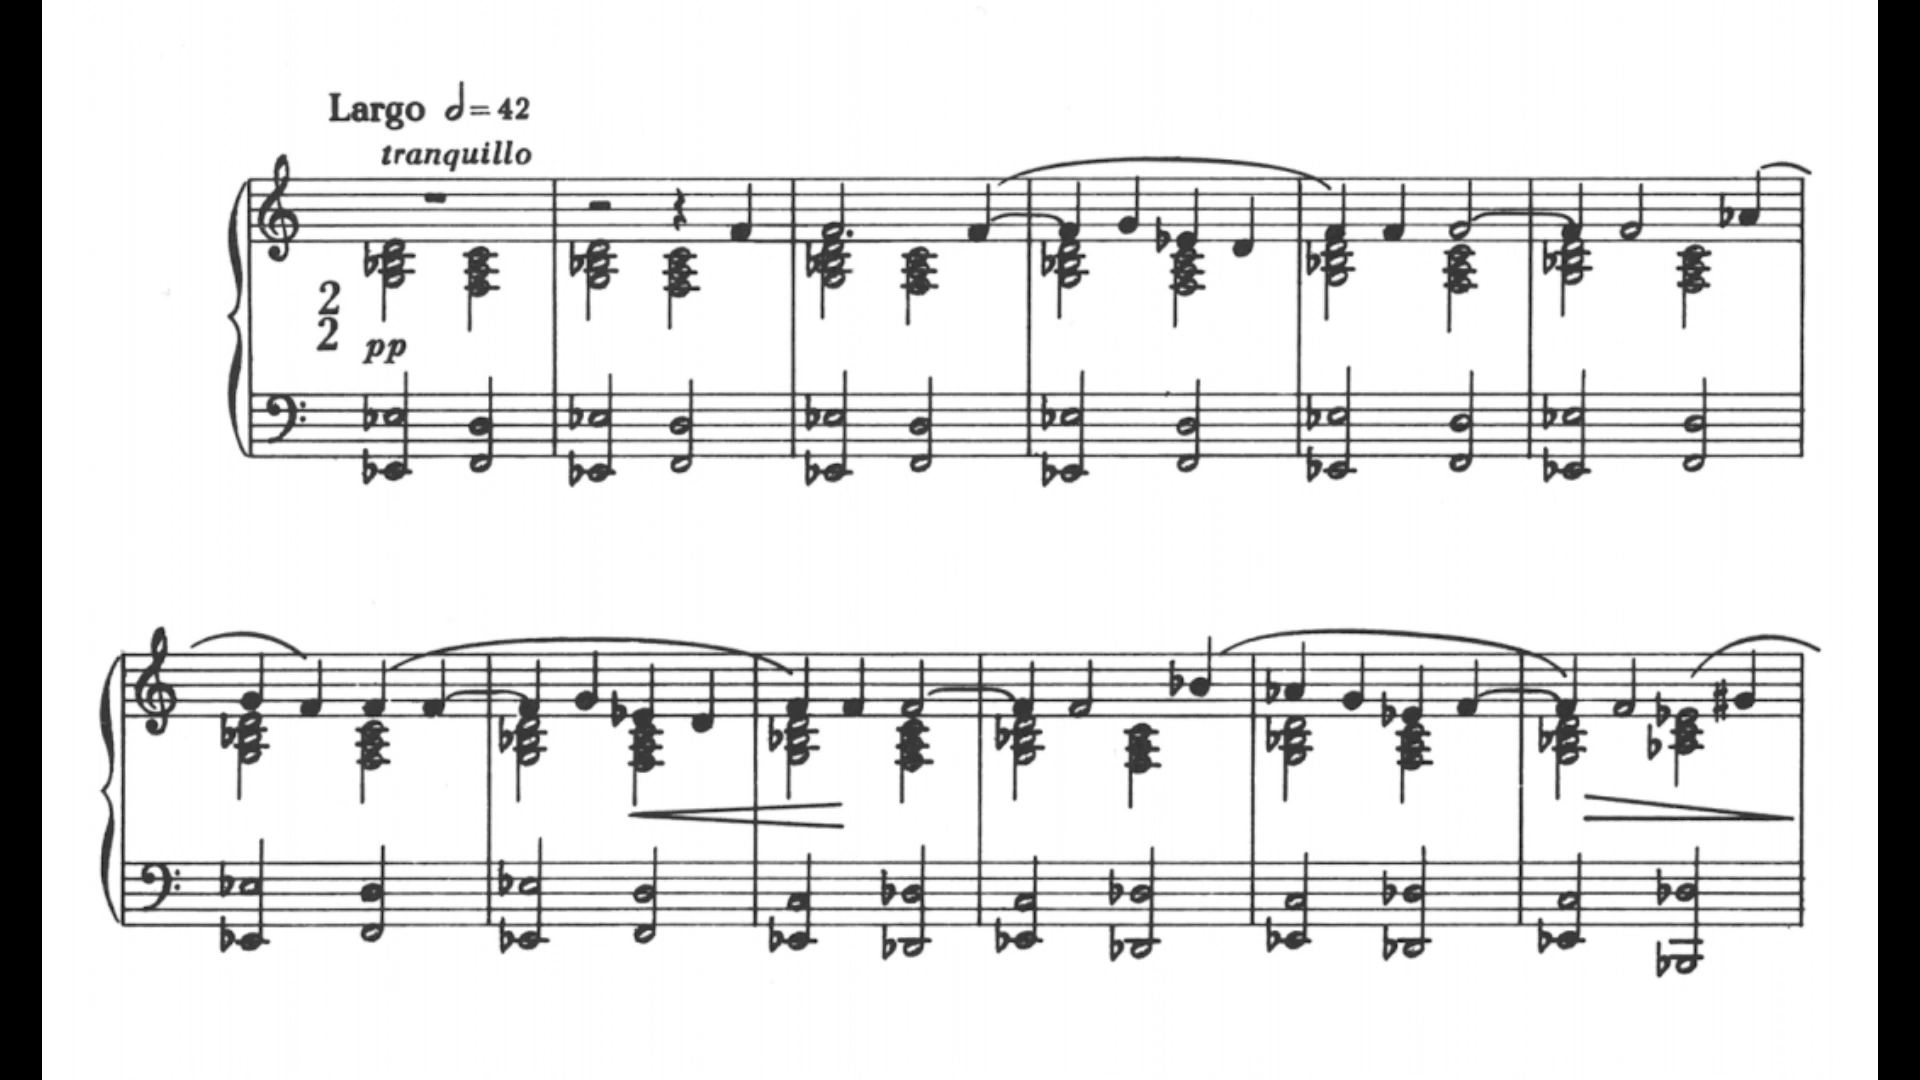 Largo 𝅗𝅥 = 42
tranquillo
2
2
pp